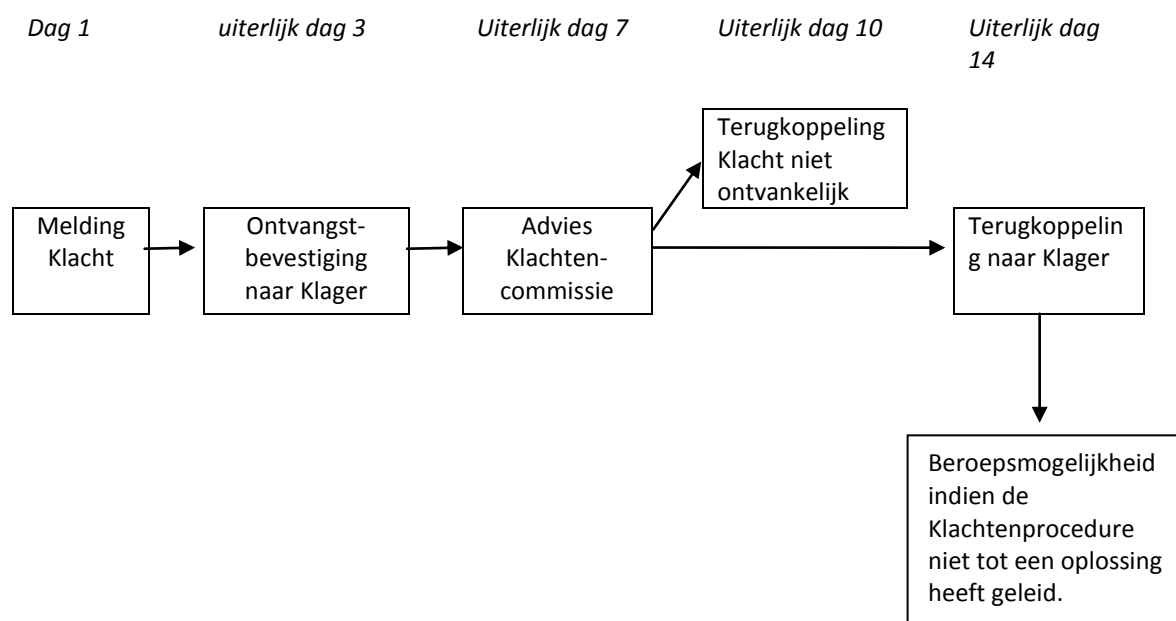 Dag 1
uiterlijk dag 3
Uiterlijk dag 7
Uiterlijk dag 10
Uiterlijk dag
14
Terugkoppeling
Klacht niet
ontvankelijk
Melding
Klacht
Ontvangst-
bevestiging
naar Klager
Advies
Klachten-
commissie
Terugkoppelin
g naar Klager
Beroepsmogelijkheid
indien de
Klachtenprocedure
niet tot een oplossing
heeft geleid.